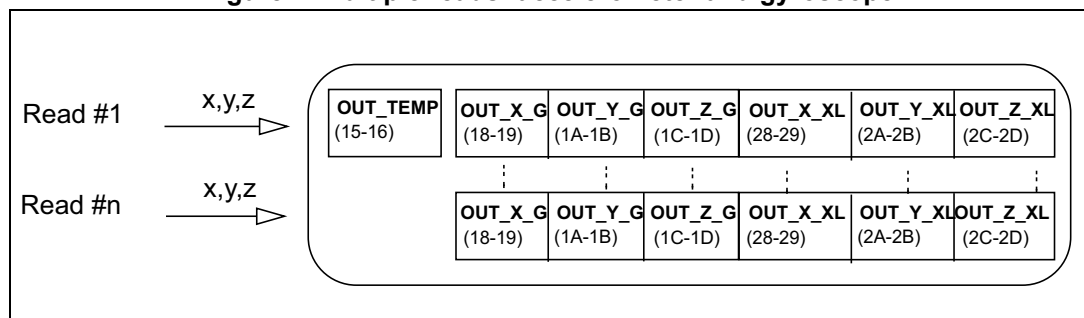 Read #1
x,y,z
OUT_TEMP OUT_X_G OUT_Y_G OUT_Z_G OUT_X_XL OUT_Y_XL OUT_Z_XL
(15-16) (18-19) (1A-1B) (1C-1D) (28-29) (2A-2B) (2C-2D)
Read #n
x,y,z
OUT_X_G OUT_Y_G OUT_Z_G OUT_X_XL OUT_Y_XL OUT_Z_XL
(18-19) (1A-1B) (1C-1D) (28-29) (2A-2B) (2C-2D)